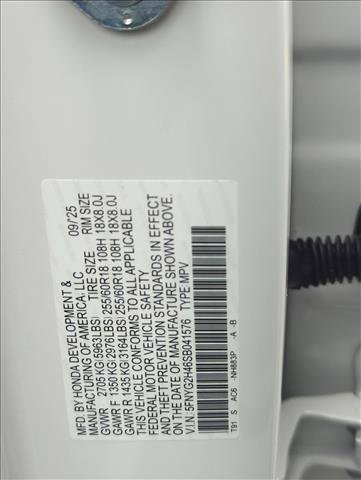 MFD. BY HONDA DEVELOPMENT &
MANUFACTURING OF AMERICA, LLC 09/'25
TIRE SIZE RIM SIZE
GVWR 2705 KG(5963LBS)
GAWR F 1350 KG(2976LBS) 255/60R18 108H 18X8.0J
GAWR R 1435 KG(3164LBS) 255/60R18 108H 18X8.0J
THIS VEHICLE CONFORMS TO ALL APPLICABLE
FEDERAL MOTOR VEHICLE SAFETY
AND THEFT PREVENTION STANDARDS IN EFFECT
ON THE DATE OF MANUFACTURE SHOWN ABOVE.
V.I.N.:5FNYG2H46SB041576 TYPE:MPV
T91 S AC6 -NH883P -A -B